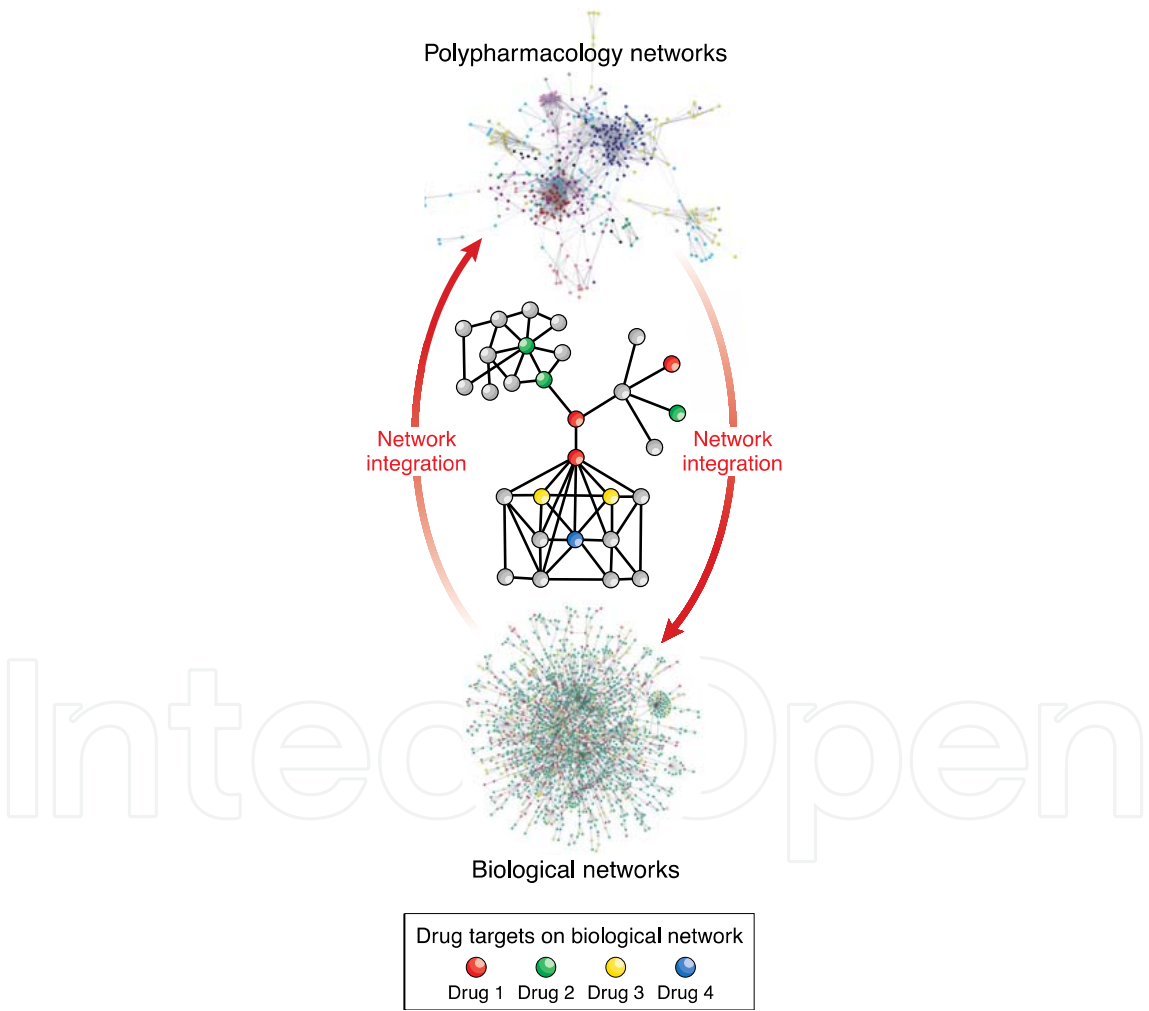 Polypharmacology networks
Network
integration
Network
integration
IntechOpen
Biological networks
Drug targets on biological network
Drug 1 Drug 2 Drug 3 Drug 4